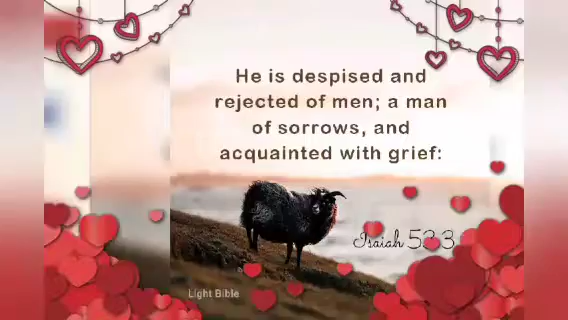 He is despised and
rejected of men; a man
of sorrows, and
acquainted with grief:
Isaiah 53:3
Light Bible